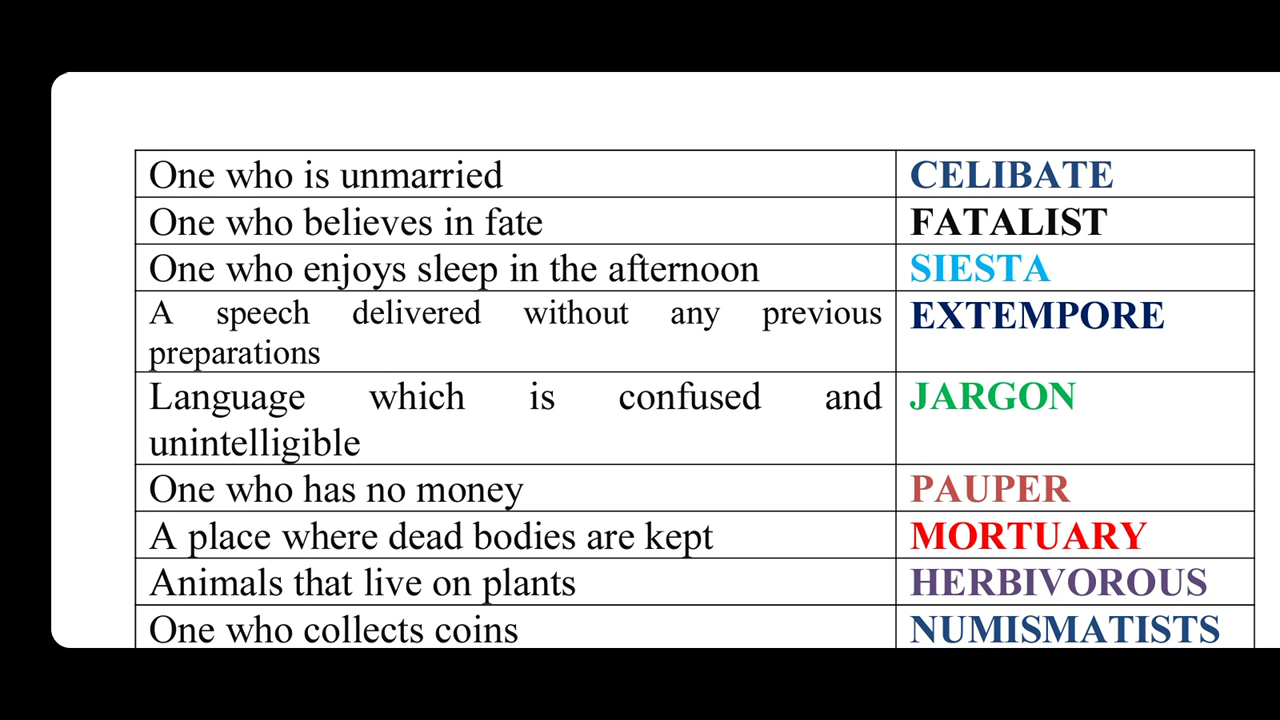 One who is unmarried CELIBATE
One who believes in fate FATALIST
One who enjoys sleep in the afternoon SIESTA
A speech delivered without any previous EXTEMPORE
preparations
Language which is confused and JARGON
unintelligible
One who has no money PAUPER
A place where dead bodies are kept MORTUARY
Animals that live on plants HERBIVOROUS
One who collects coins NUMISMATISTS